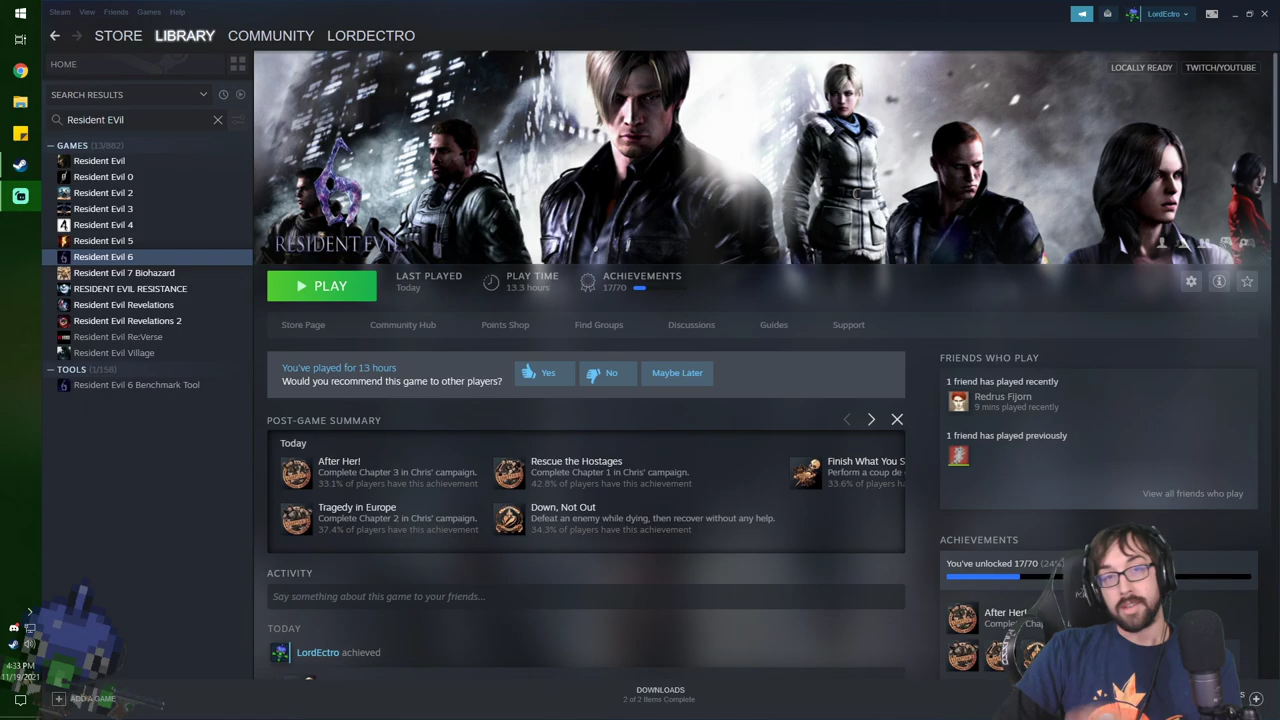 Steam View Friends Games Help
LordEctro
STORE LIBRARY COMMUNITY LORDECTRO
HOME
LOCALLY READY TWITCH/YOUTUBE
SEARCH RESULTS
Resident EVil
GAMES (13/882)
Resident Evil
Resident Evil 0
Resident Evil 2
Resident Evil 3
Resident Evil 4
Resident Evil 5
Resident Evil 6
Resident Evil 7 Biohazard
RESIDENT EVIL RESISTANCE
Resident Evil Revelations
Resident Evil Revelations 2
Resident Evil Re:Verse
Resident Evil Village
TOOLS (1/158)
Resident Evil 6 Benchmark Tool
RESIDENT EVIL
PLAY
LAST PLAYED
Today
PLAY TIME
13.3 hours
ACHIEVEMENTS
17/70
Store Page Community Hub Points Shop Find Groups Discussions Guides Support
You've played for 13 hours
Would you recommend this game to other players?
Yes No Maybe Later
POST-GAME SUMMARY
Today
After Her!
Complete Chapter 3 in Chris' campaign.
33.1% of players have this achievement
Rescue the Hostages
Complete Chapter 1 in Chris' campaign.
42.8% of players have this achievement
Finish What You S
Perform a coup de
33.6% of players ha
Tragedy in Europe
Complete Chapter 2 in Chris' campaign.
37.4% of players have this achievement
Down, Not Out
Defeat an enemy while dying, then recover without any help.
34.3% of players have this achievement
ACTIVITY
Say something about this game to your friends...
TODAY
LordEctro achieved
FRIENDS WHO PLAY
1 friend has played recently
Redrus Fijorn
9 mins played recently
1 friend has played previously
View all friends who play
ACHIEVEMENTS
You've unlocked 17/70 (24%)
After Her!
4:33 PM
11/19/2021
ADD A GAME
DOWNLOADS
2 of 2 Items Complete